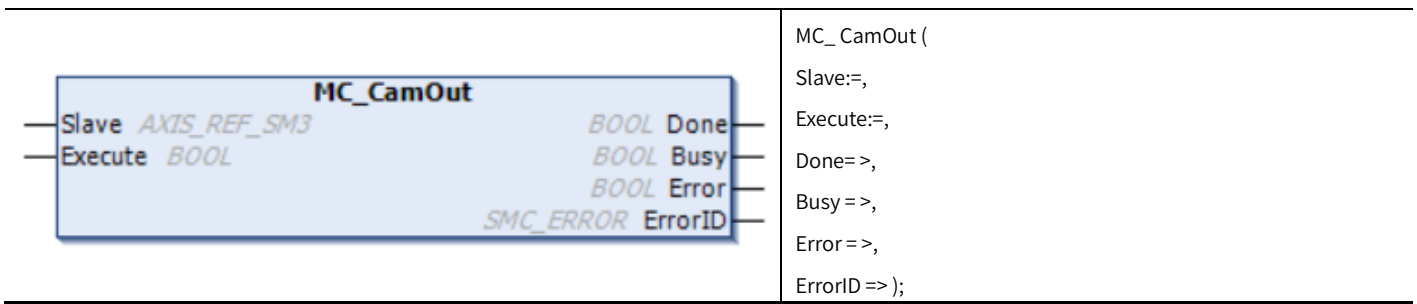 MC_CamOut
Slave AXIS_REF_SM3 BOOL Done
Execute BOOL BOOL Busy
BOOL Error
SMC_ERROR ErrorID
MC_ CamOut (
Slave:=,
Execute:=,
Done= >,
Busy = >,
Error = >,
ErrorID => );